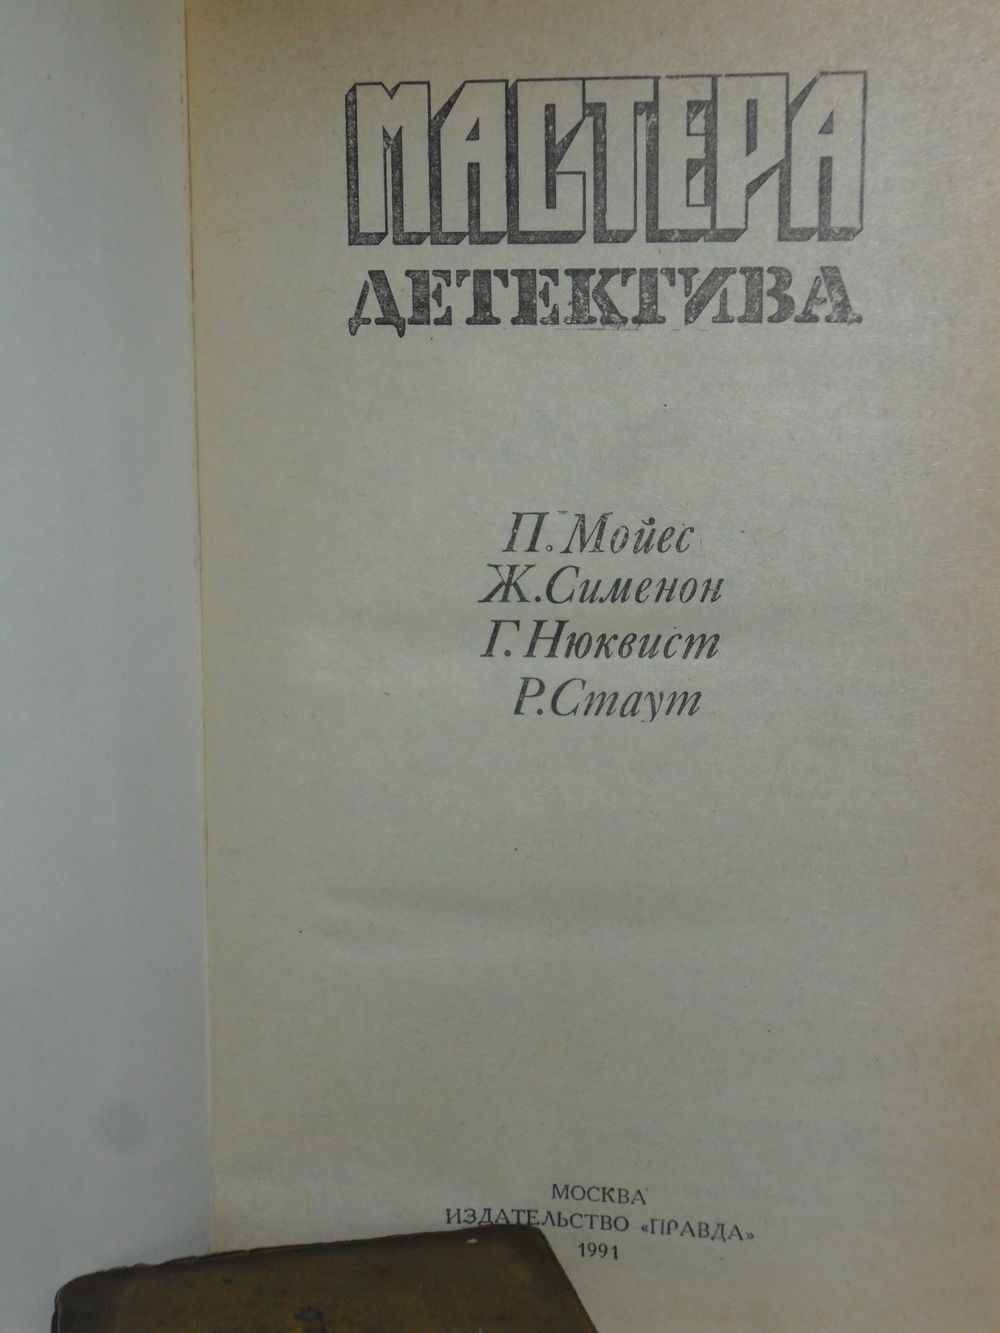 МАСТЕРА
ДЕТЕКТИВА
П. Мойес
Ж. Сименон
Г. Нюквист
Р. Стаут
МОСКВА
ИЗДАТЕЛЬСТВО «ПРАВДА»
1991